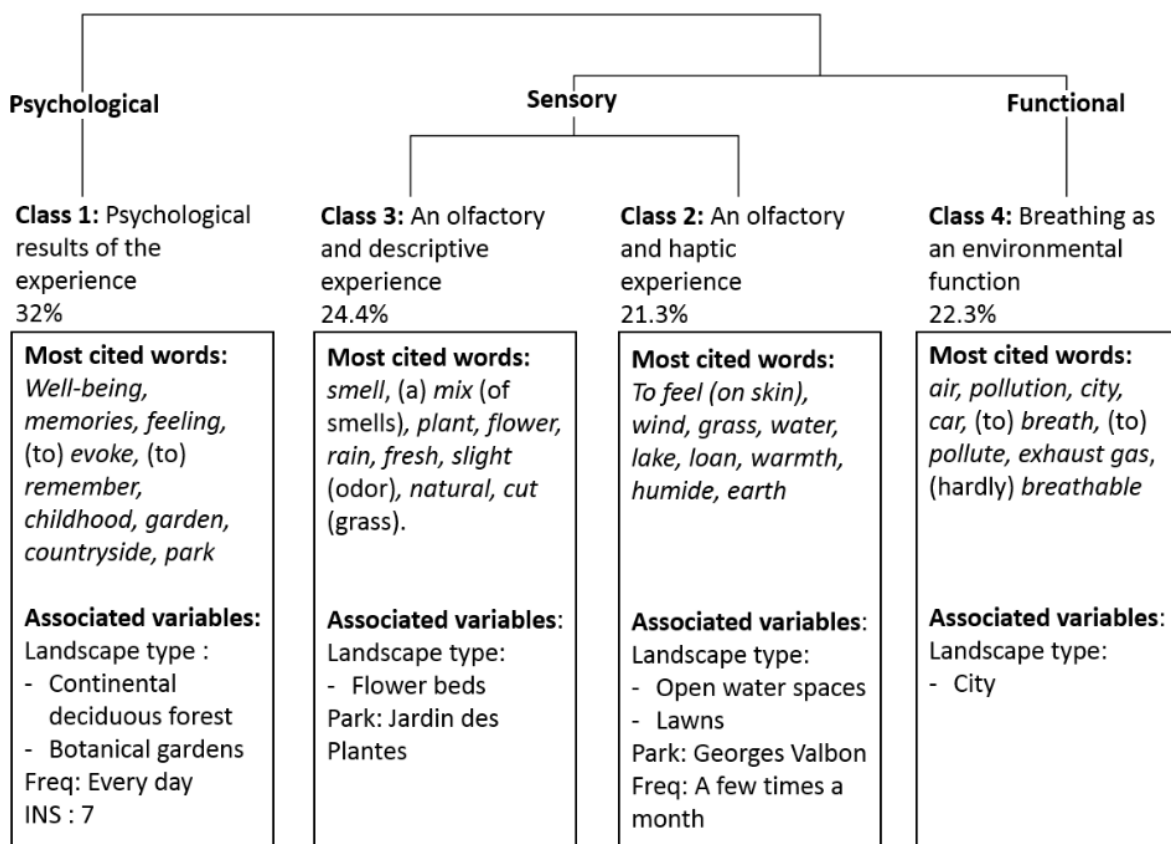 Psychological
Sensory
Functional
Class 1: Psychological
results of the
experience
32%
Most cited words:
Well-being,
memories, feeling,
(to) evoke, (to)
remember,
childhood, garden,
countryside, park
Associated variables:
Landscape type :
- Continental
deciduous forest
- Botanical gardens
Freq: Every day
INS : 7
Class 3: An olfactory
and descriptive
experience
24.4%
Most cited words:
smell, (a) mix (of
smells), plant, flower,
rain, fresh, slight
(odor), natural, cut
(grass).
Associated variables:
Landscape type:
- Flower beds
Park: Jardin des
Plantes
Class 2: An olfactory
and haptic
experience
21.3%
Most cited words:
To feel (on skin),
wind, grass, water,
lake, loan, warmth,
humide, earth
Associated variables:
Landscape type:
- Open water spaces
- Lawns
Park: Georges Valbon
Freq: A few times a
month
Class 4: Breathing as
an environmental
function
22.3%
Most cited words:
air, pollution, city,
car, (to) breath, (to)
pollute, exhaust gas,
(hardly) breathable
Associated variables:
Landscape type:
- City